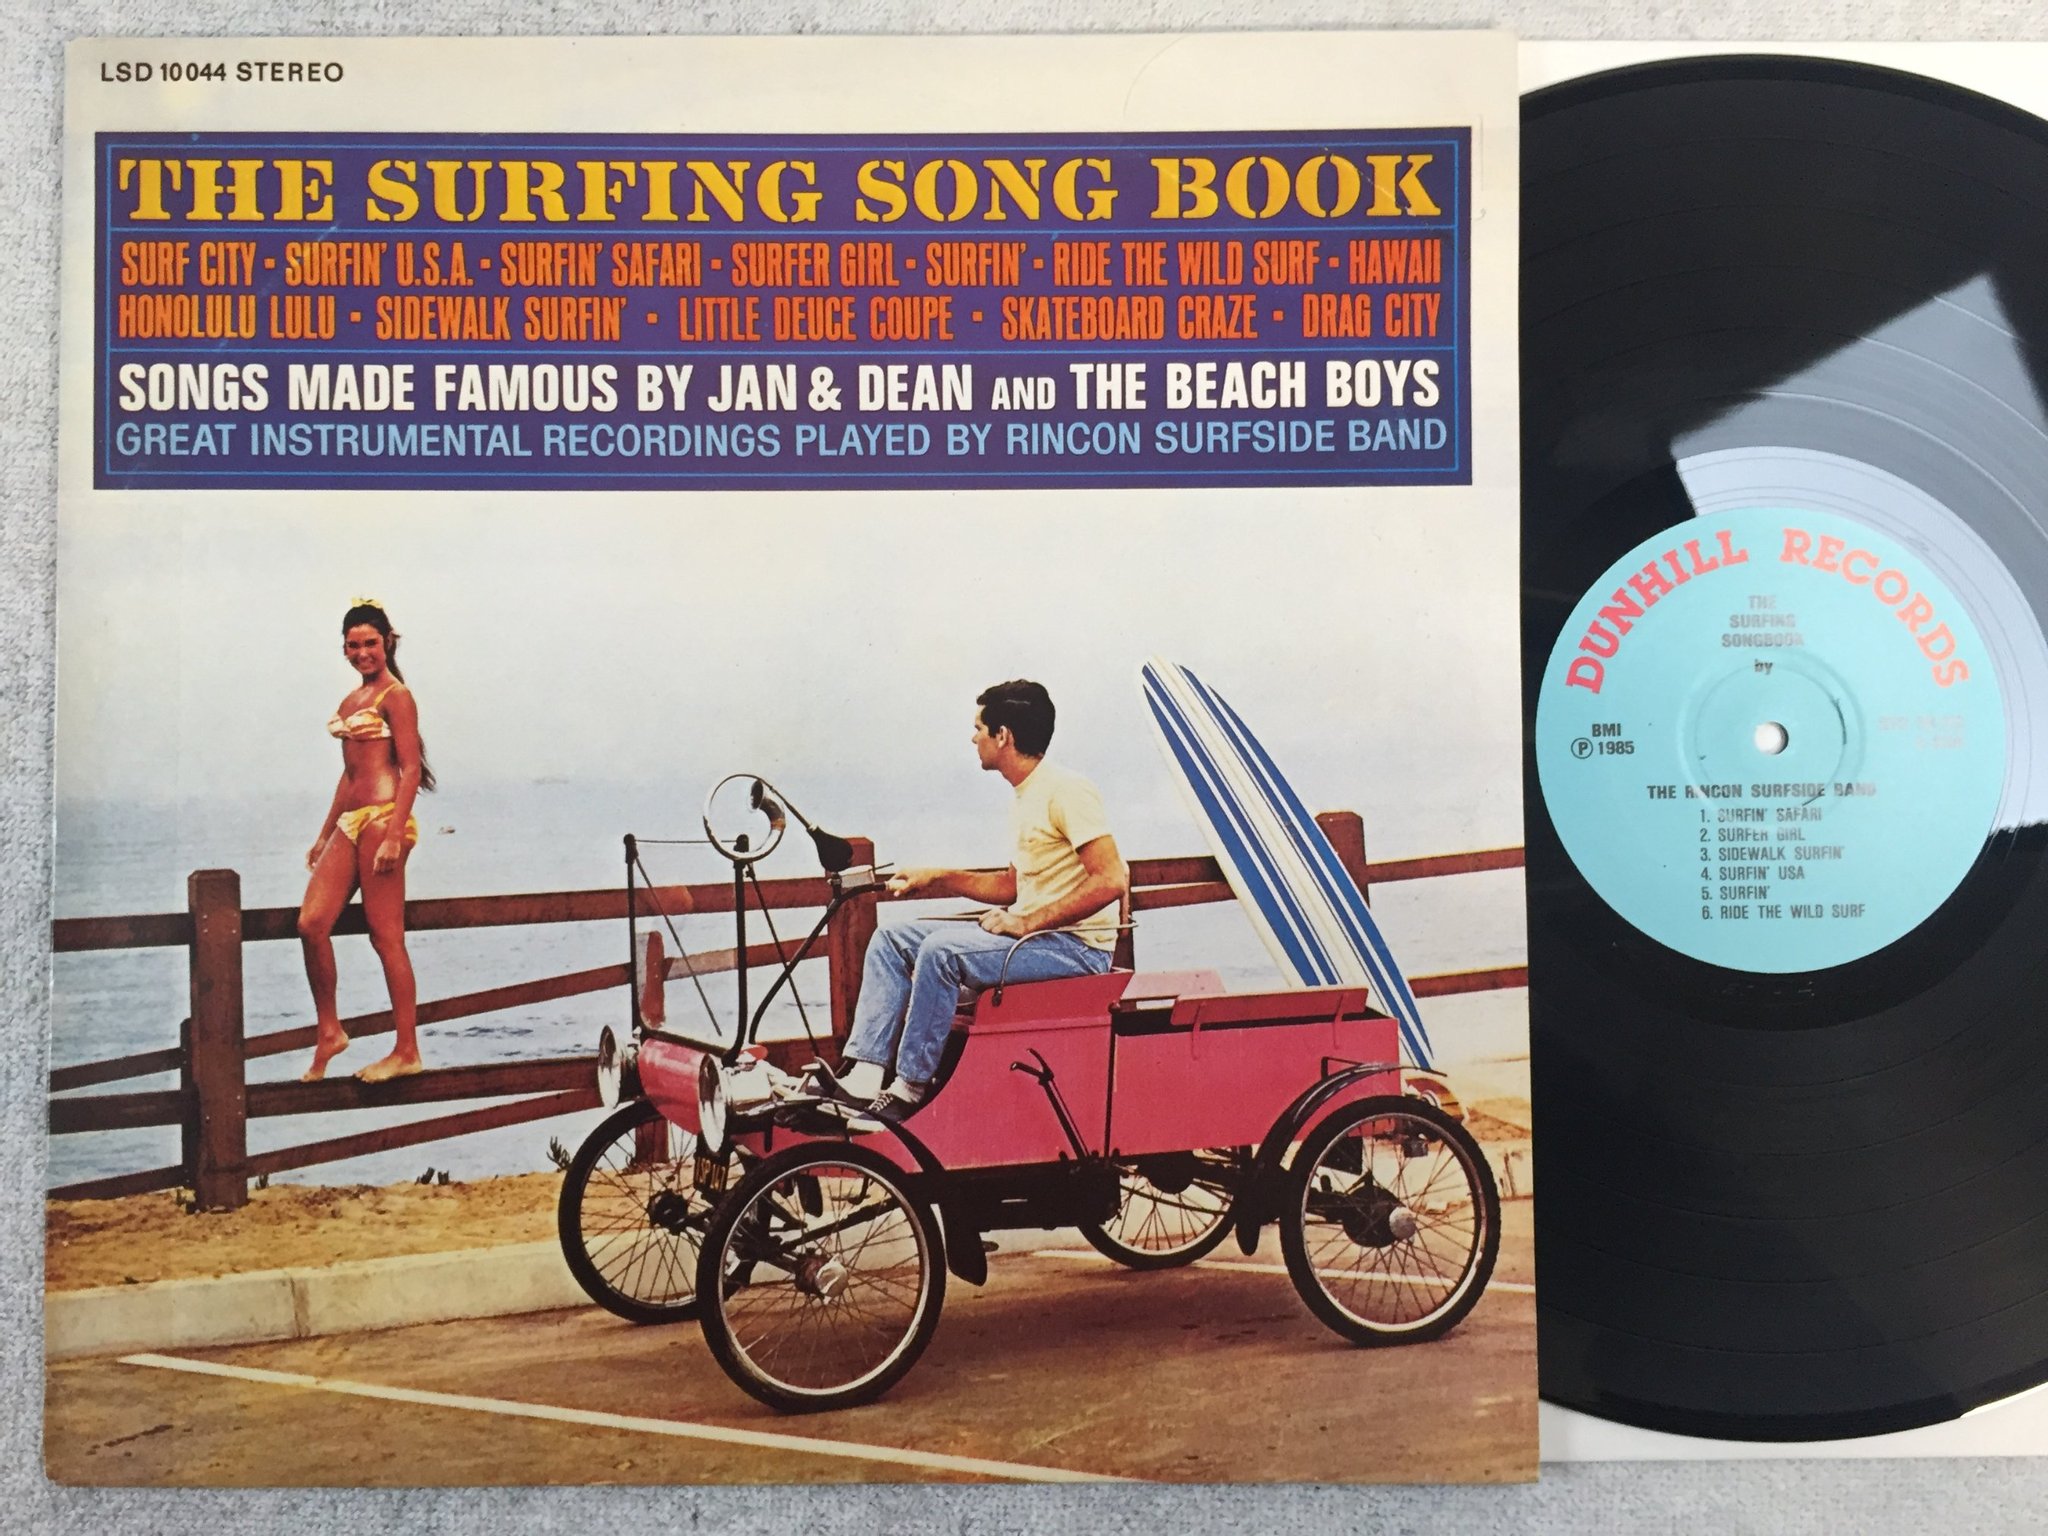 LSD 10044 STEREO
THE SURFING SONG BOOK
SURF CITY - SURFIN' U.S.A. - SURFIN' SAFARI - SURFER GIRL - SURFIN' - RIDE THE WILD SURF - HAWAII
HONOLULU LULU - SIDEWALK SURFIN' - LITTLE DEUCE COUPE - SKATEBOARD CRAZE - DRAG CITY
SONGS MADE FAMOUS BY JAN & DEAN AND THE BEACH BOYS
GREAT INSTRUMENTAL RECORDINGS PLAYED BY RINCON SURFSIDE BAND
DUNHILL RECORDS
THE
SURFING
SONGBOOK
by
BMI
Ⓟ 1985
THE RINCON SURFSIDE BAND
1. SURFIN' SAFARI
2. SURFER GIRL
3. SIDEWALK SURFIN'
4. SURFIN' USA
5. SURFIN'
6. RIDE THE WILD SURF